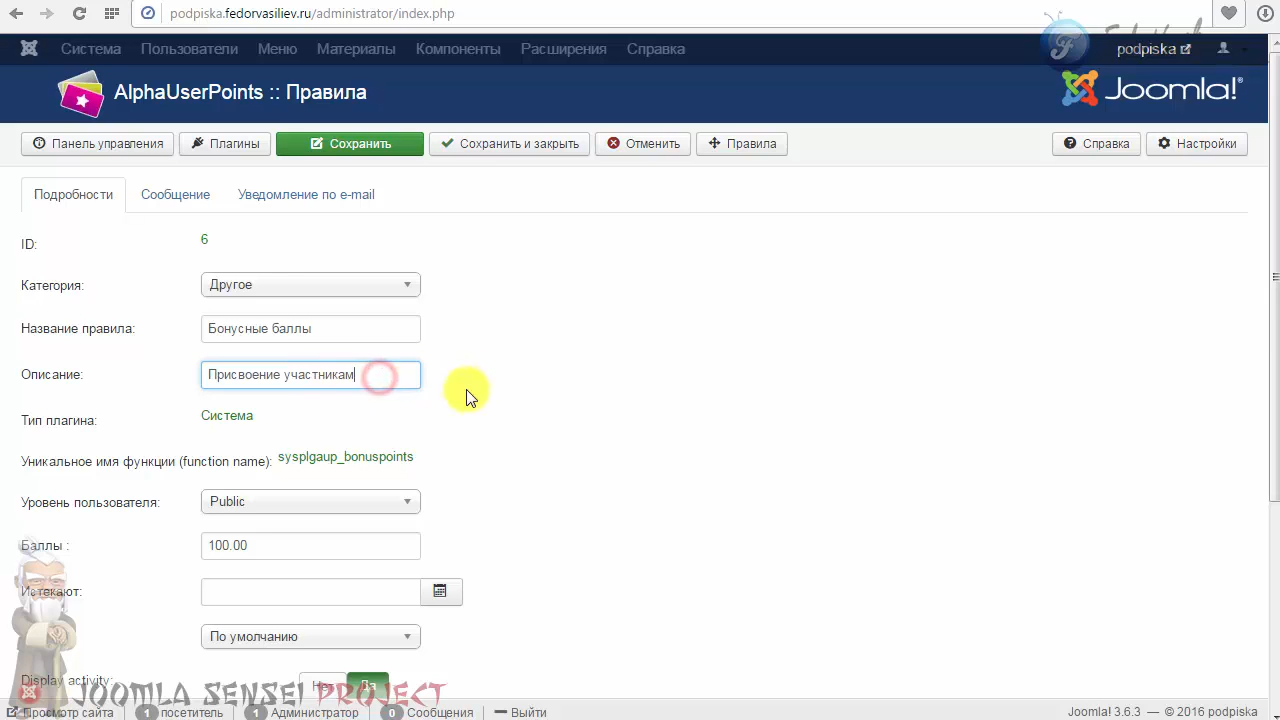 podpiska.fedorvasiliev.ru/administrator/index.php
Система Пользователи Меню Материалы Компоненты Расширения Справка podpiska
AlphaUserPoints :: Правила
Joomla!®
Панель управления Плагины Сохранить Сохранить и закрыть Отменить Правила Справка Настройки
Подробности Сообщение Уведомление по e-mail
ID: 6
Категория: Другое
Название правила: Бонусные баллы
Описание: Присвоение участникам
Тип плагина: Система
Уникальное имя функции (function name): sysplgaup_bonuspoints
Уровень пользователя: Public
Баллы : 100.00
Истекают:
По умолчанию
Display activity: Нет Да
JOOMLA SENSEI PROJECT
Просмотр сайта 1 посетитель 1 Администратор 0 Сообщения Выйти Joomla! 3.6.3 — © 2016 podpiska